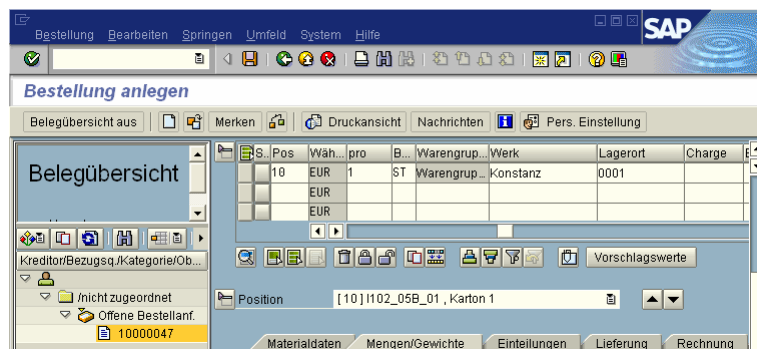 Bestellung Bearbeiten Springen Umfeld System Hilfe
SAP
Bestellung anlegen
Belegübersicht aus Merken Druckansicht Nachrichten Pers. Einstellung
Belegübersicht
S.. Pos Wäh... pro B... Warengrup... Werk Lagerort Charge
10 EUR 1 ST Warengrup... Konstanz 0001
EUR
EUR
Vorschlagswerte
Kreditor/Bezugsq./Kategorie/Ob...
/nicht zugeordnet
Offene Bestellanf.
10000047
Position [ 10 ] I102_05B_01 , Karton 1
Materialdaten Mengen/Gewichte Einteilungen Lieferung Rechnung